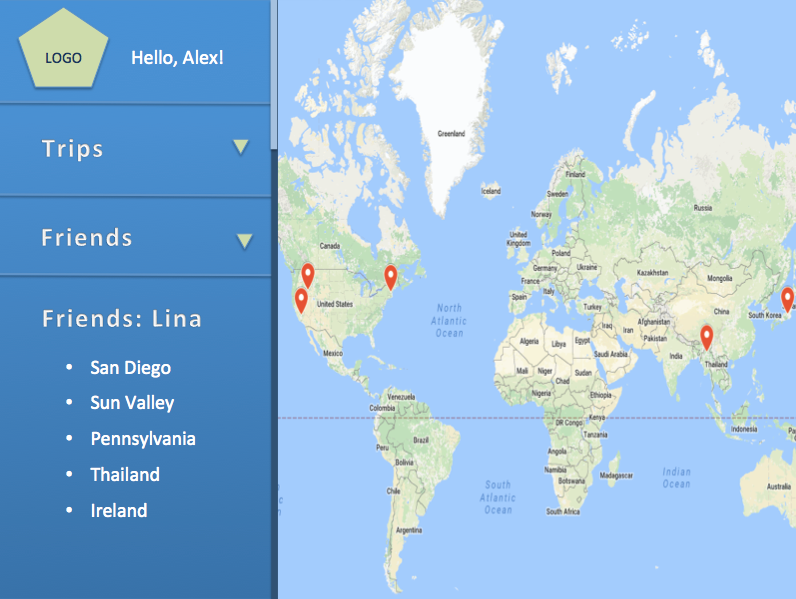 LOGO
Hello, Alex!
Trips
Friends
Friends: Lina
• San Diego
• Sun Valley
• Pennsylvania
• Thailand
• Ireland
Greenland
Iceland
Finland
Sweden
Norway
Russia
United
Kingdom
Canada
Poland
Germany
Ukraine
Kazakhstan
Mongolia
France
Italy
Spain
United States
North
Atlantic
Ocean
Turkey
China
South Korea
Iraq
Iran
Afghanistan
Pakistan
Algeria
Libya
Egypt
Saudi Arabia
Mexico
India
Thailand
Mali
Niger
Chad
Sudan
Nigeria
Ethiopia
Venezuela
Colombia
DR Congo
Kenya
Tanzania
Indonesia
Brazil
Peru
Bolivia
Angola
Namibia
Botswana
Madagascar
South
Atlantic
Ocean
Indian
Ocean
Chile
South Africa
Australia
Argentina